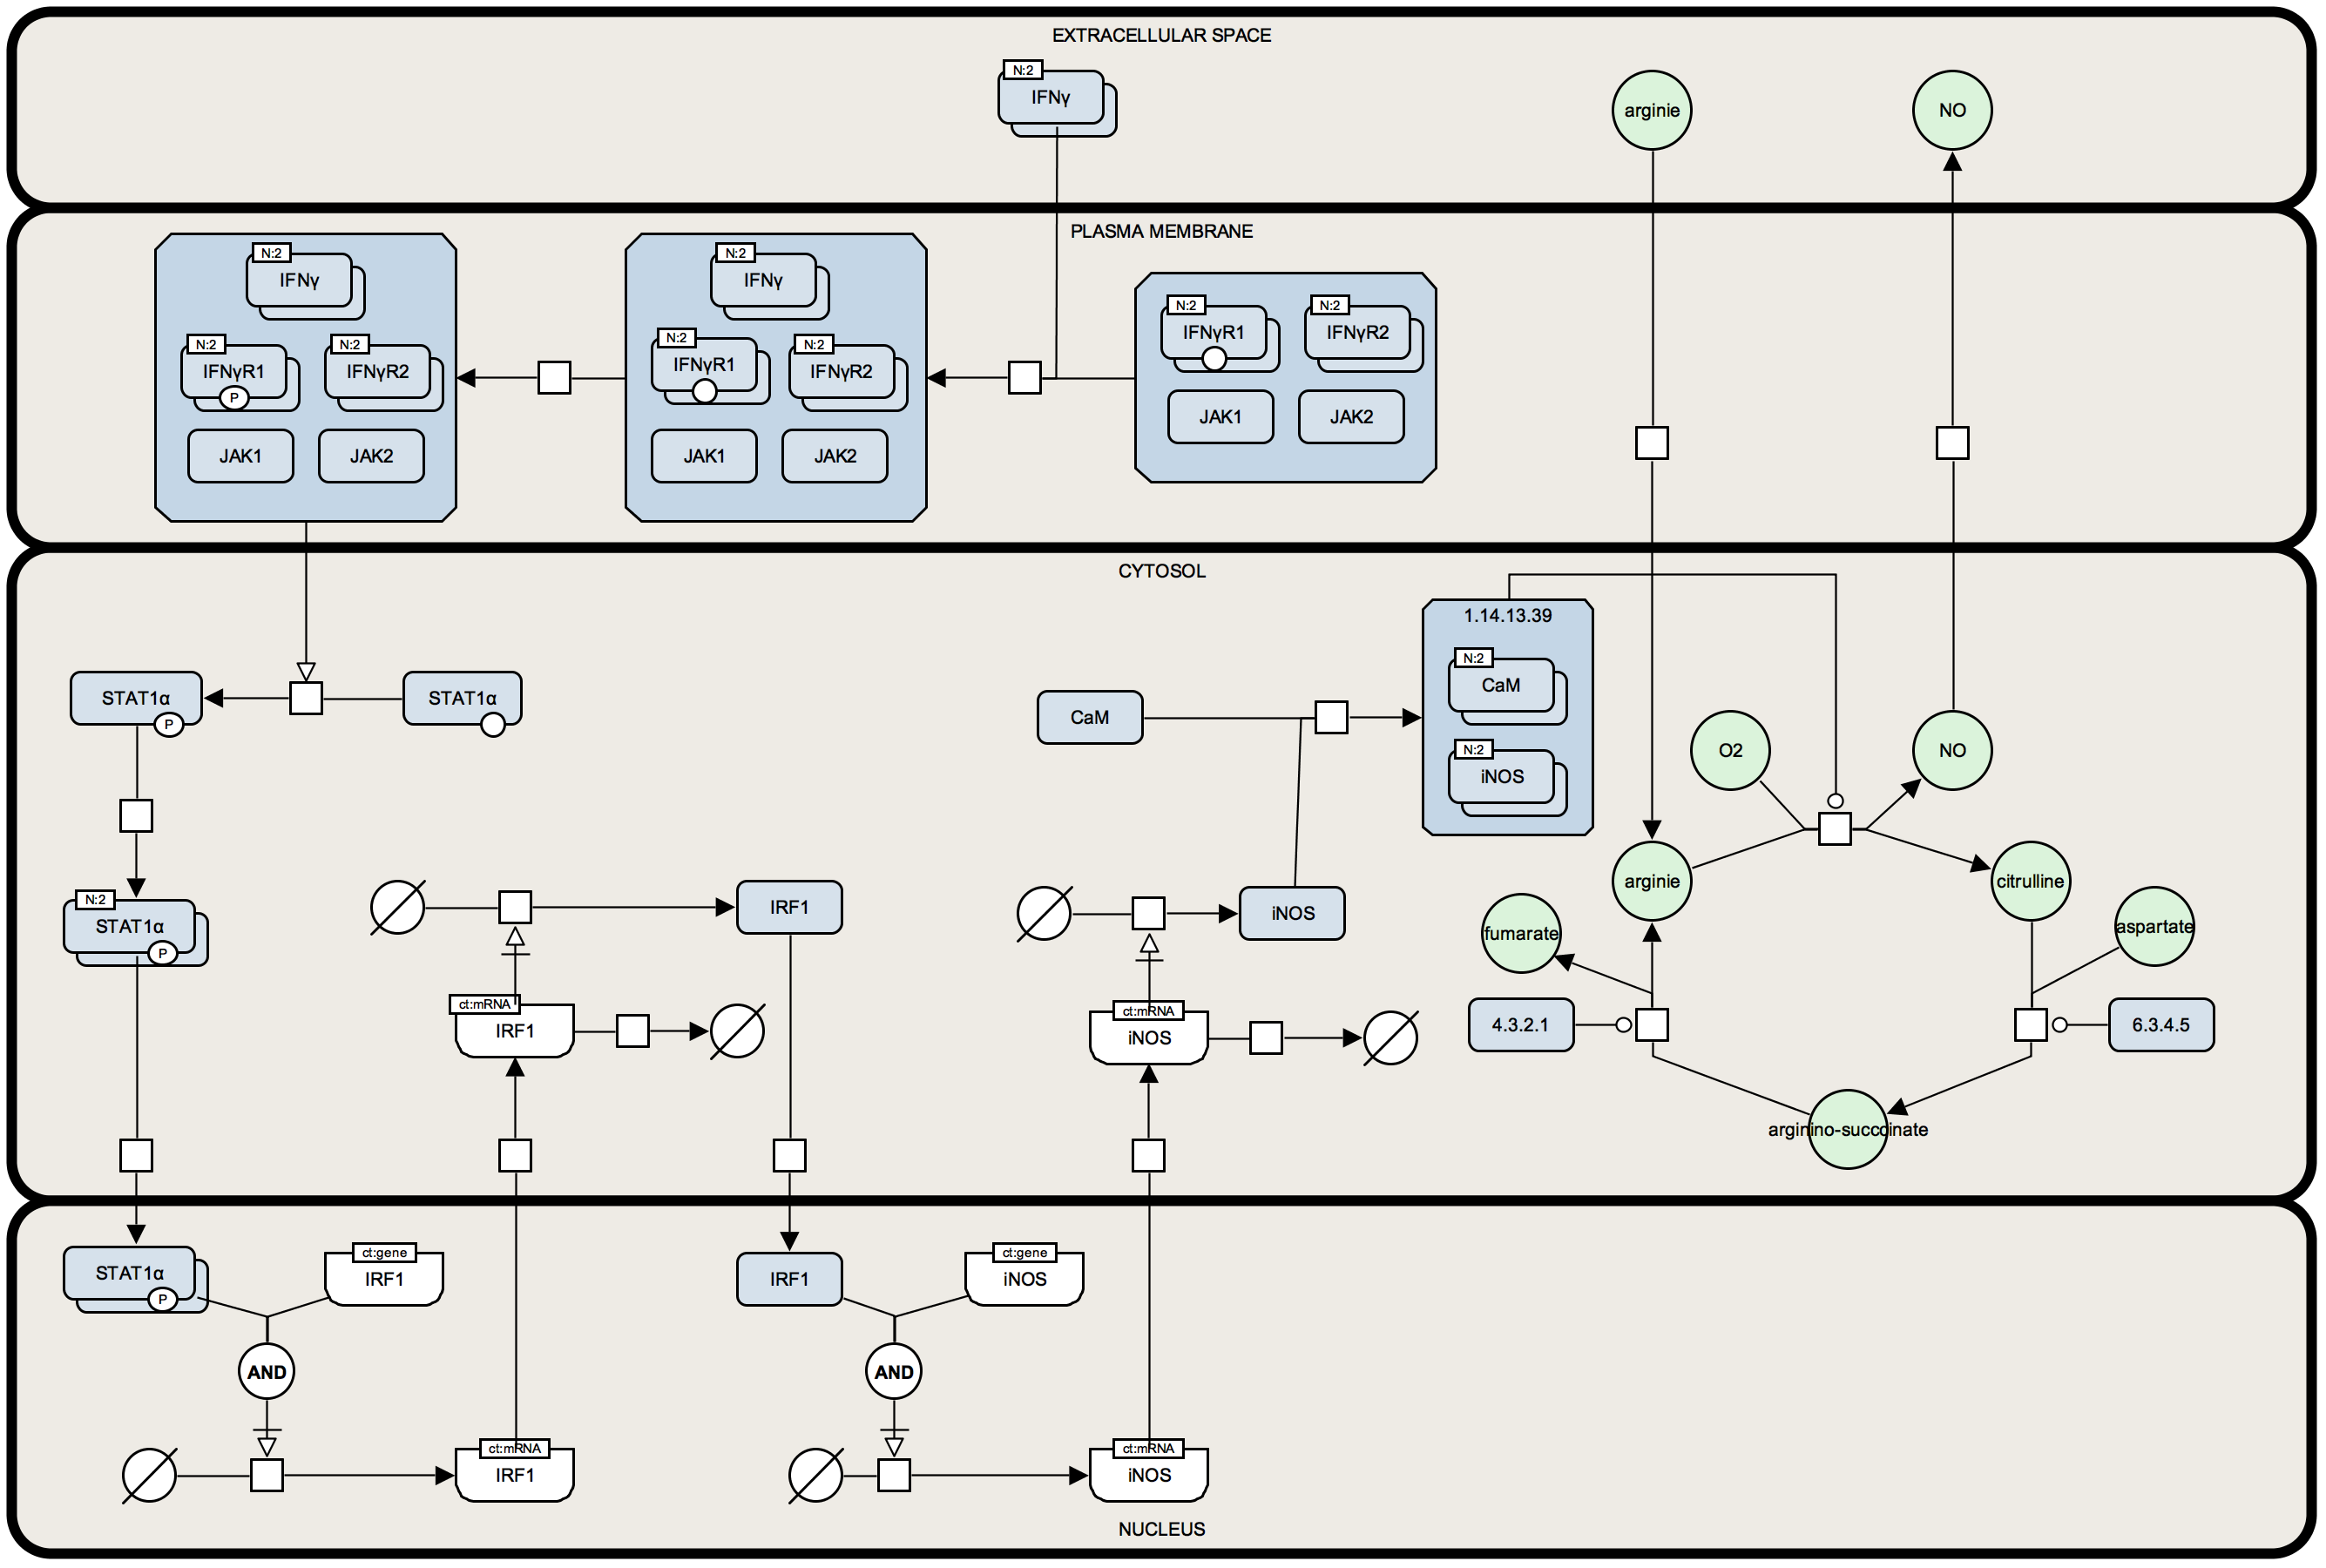 EXTRACELLULAR SPACE
N:2
IFNγ
arginie
NO
PLASMA MEMBRANE
N:2
IFNγ
N:2
IFNγR1
P
N:2
IFNγR2
JAK1
JAK2
N:2
IFNγ
N:2
IFNγR1
N:2
IFNγR2
JAK1
JAK2
N:2
IFNγR1
N:2
IFNγR2
JAK1
JAK2
CYTOSOL
STAT1α
P
STAT1α
N:2
STAT1α
P
IRF1
ct:mRNA
IRF1
CaM
1.14.13.39
N:2
CaM
N:2
iNOS
iNOS
ct:mRNA
iNOS
O2
NO
arginie
citrulline
fumarate
aspartate
4.3.2.1
6.3.4.5
arginino-succcinate
STAT1α
P
ct:gene
IRF1
IRF1
ct:gene
iNOS
AND
AND
ct:mRNA
IRF1
ct:mRNA
iNOS
NUCLEUS